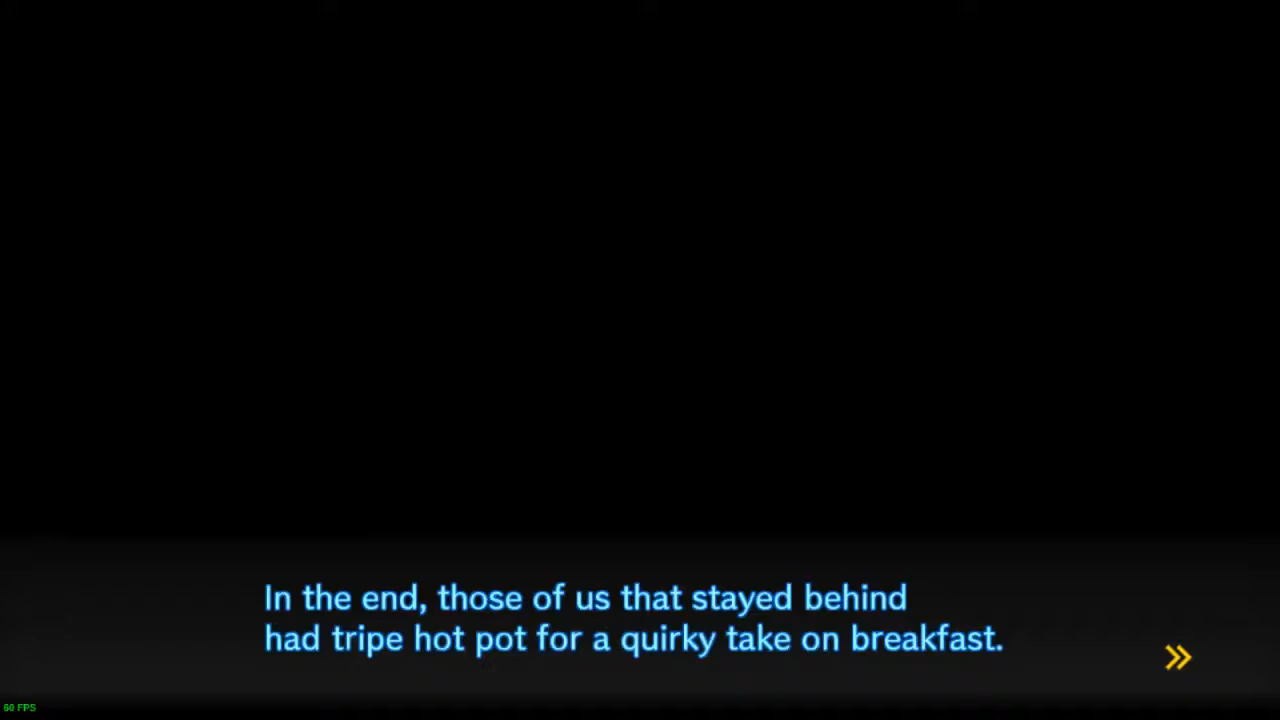 In the end, those of us that stayed behind
had tripe hot pot for a quirky take on breakfast.
60 FPS